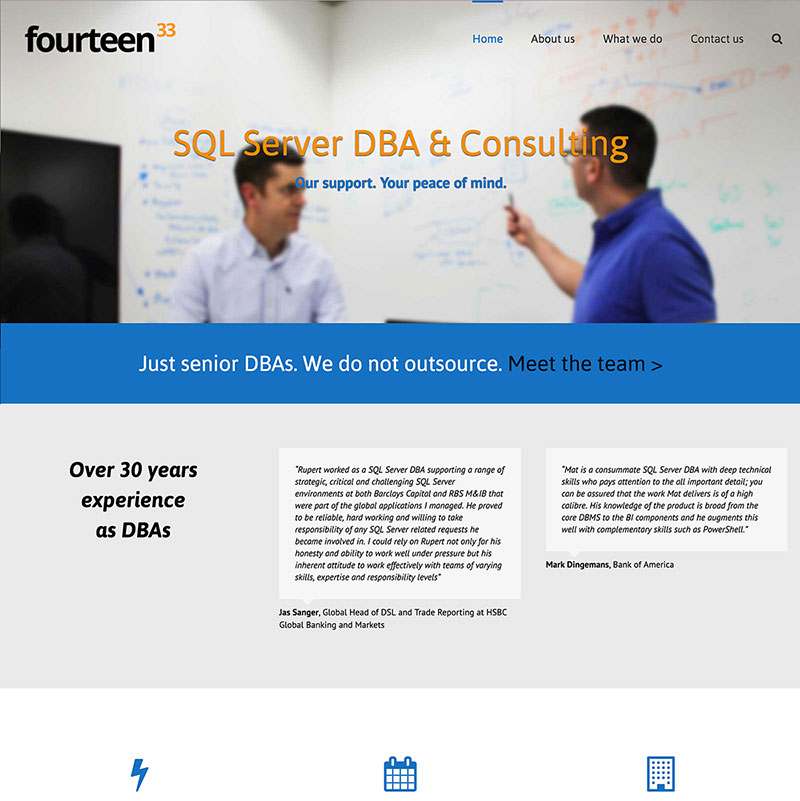 fourteen33
Home About us What we do Contact us
SQL Server DBA & Consulting
Our support. Your peace of mind.
Just senior DBAs. We do not outsource. Meet the team >
Over 30 years
experience
as DBAs
“Rupert worked as a SQL Server DBA supporting a range of
strategic, critical and challenging SQL Server
environments at both Barclays Capital and RBS M&IB that
were part of the global applications I managed. He proved
to be reliable, hard working and willing to take
responsibility of any SQL Server related requests he
became involved in. I could rely on Rupert not only for his
honesty and ability to work well under pressure but his
inherent attitude to work effectively with teams of varying
skills, expertise and responsibility levels”
Jas Sanger, Global Head of DSL and Trade Reporting at HSBC
Global Banking and Markets
“Mat is a consummate SQL Server DBA with deep technical
skills who pays attention to the all important detail; you
can be assured that the work Mat delivers is of a high
calibre. His knowledge of the product is broad from the
core DBMS to the BI components and he augments this
well with complementary skills such as PowerShell.”
Mark Dingemans, Bank of America